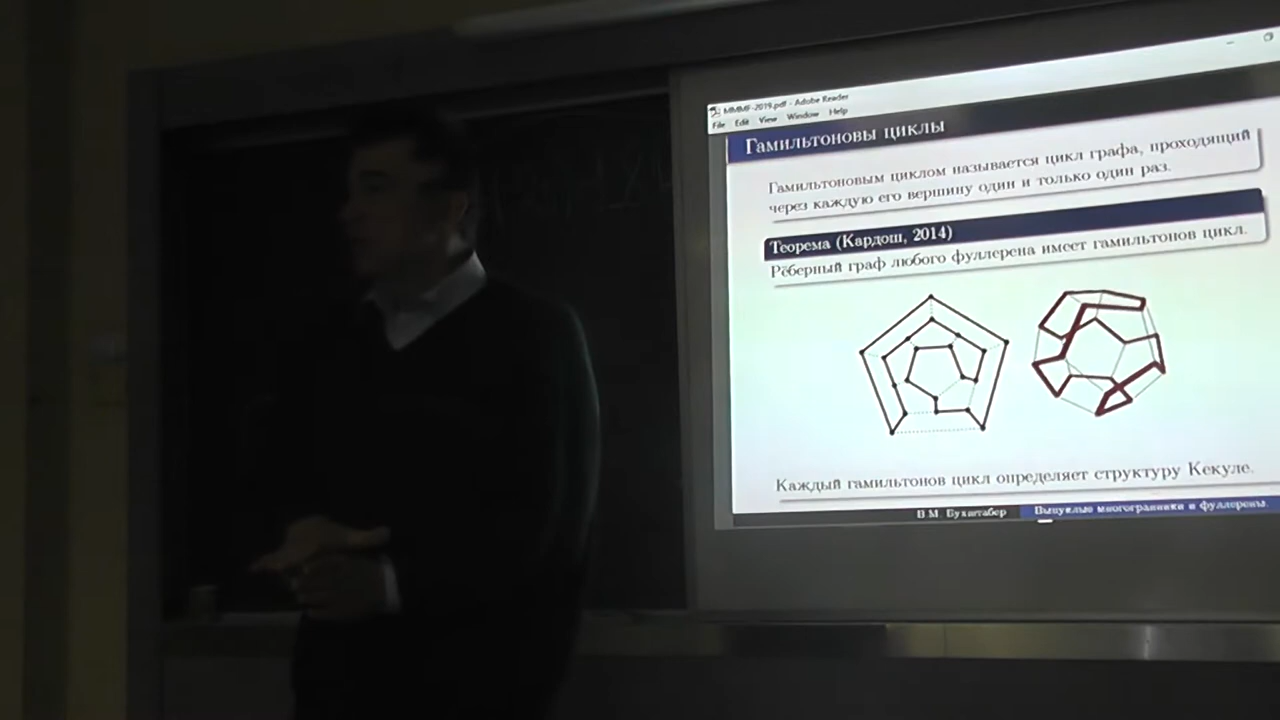 MMMF-2019.pdf - Adobe Reader
File Edit View Window Help
Гамильтоновы циклы
Гамильтоновым циклом называется цикл графа, проходящий
через каждую его вершину один и только один раз.
Теорема (Кардош, 2014)
Рёберный граф любого фуллерена имеет гамильтонов цикл.
Каждый гамильтонов цикл определяет структуру Кекуле.
В.М. Бухштабер
Выпуклые многогранники и фуллерены.